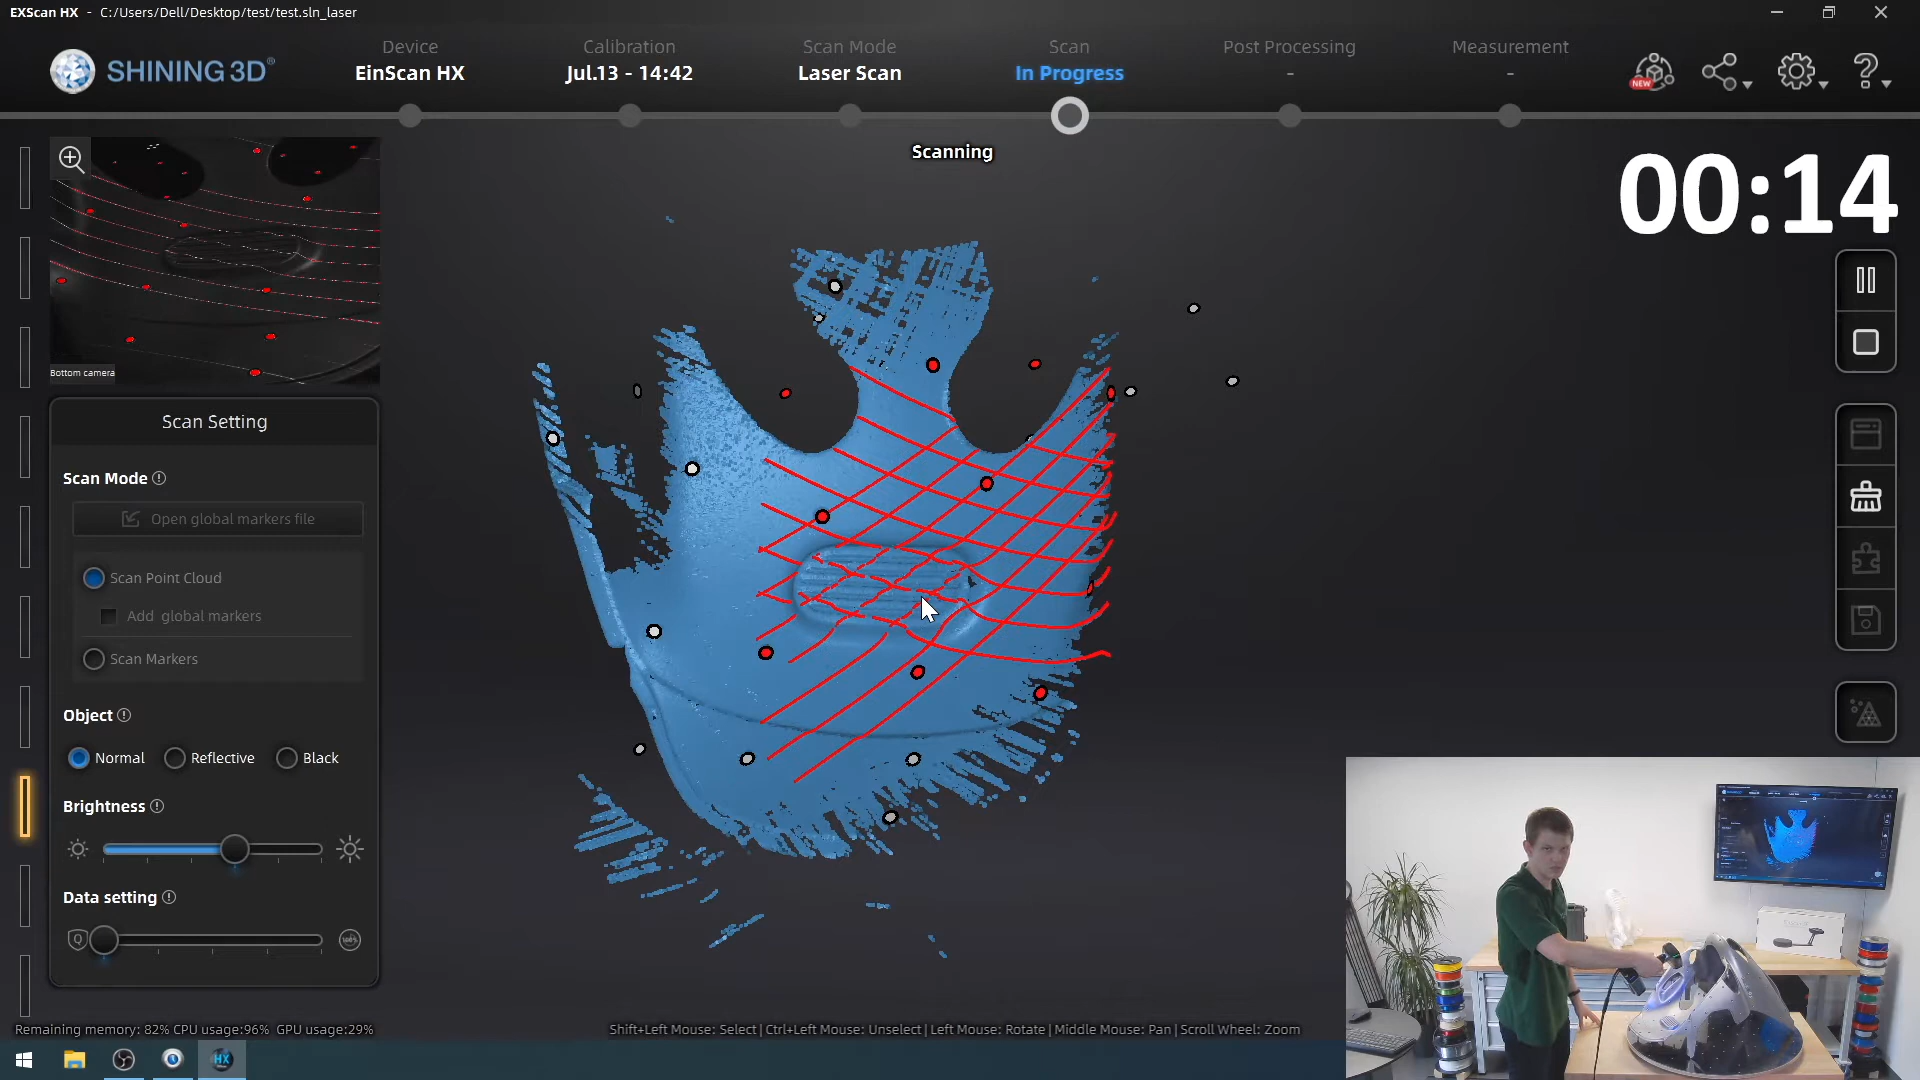 EXScan HX - C:/Users/Dell/Desktop/test/test.sln_laser
SHINING 3D®
Device
EinScan HX
Calibration
Jul.13 - 14:42
Scan Mode
Laser Scan
Scan
In Progress
Post Processing
-
Measurement
-
NEW
Scanning
00:14
Bottom camera
Scan Setting
Scan Mode
Open global markers file
Scan Point Cloud
Add global markers
Scan Markers
Object
Normal
Reflective
Black
Brightness
Data setting
Q
100%
Remaining memory: 82% CPU usage:96% GPU usage:29%
Shift+Left Mouse: Select | Ctrl+Left Mouse: Unselect | Left Mouse: Rotate | Middle Mouse: Pan | Scroll Wheel: Zoom
HX